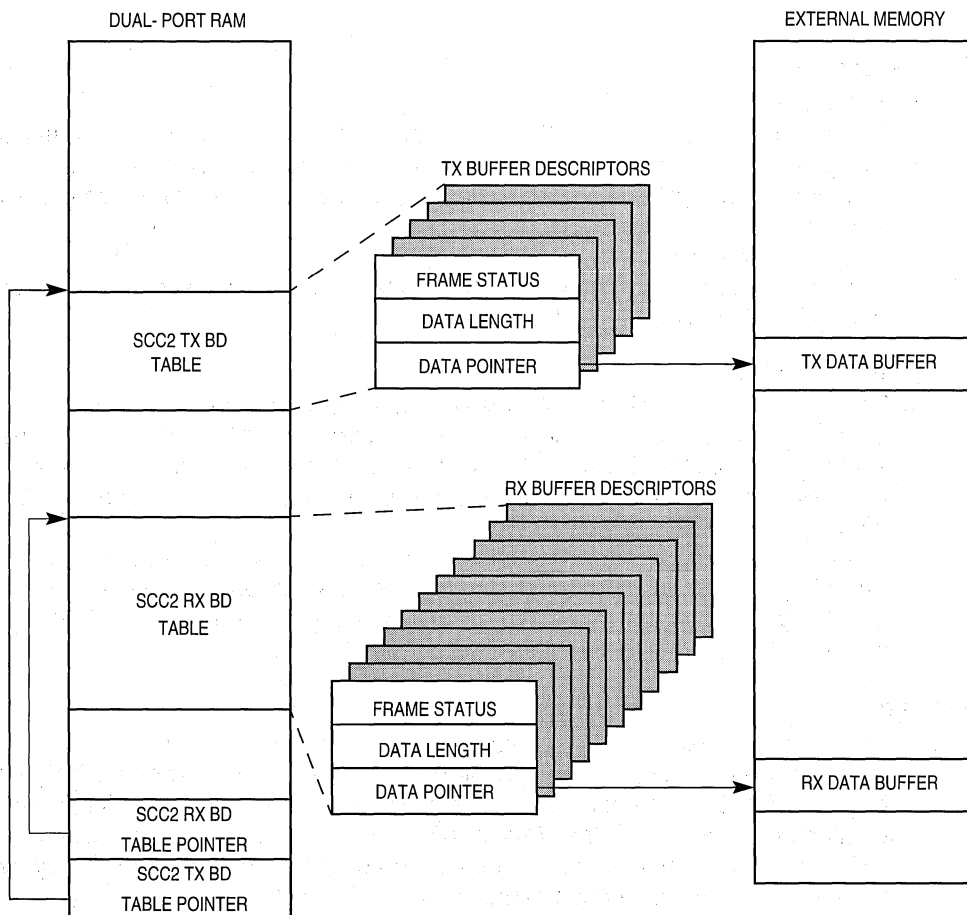 DUAL- PORT RAM
EXTERNAL MEMORY
TX BUFFER DESCRIPTORS
FRAME STATUS
DATA LENGTH
DATA POINTER
SCC2 TX BD
TABLE
TX DATA BUFFER
RX BUFFER DESCRIPTORS
SCC2 RX BD
TABLE
FRAME STATUS
DATA LENGTH
DATA POINTER
RX DATA BUFFER
SCC2 RX BD
TABLE POINTER
SCC2 TX BD
TABLE POINTER